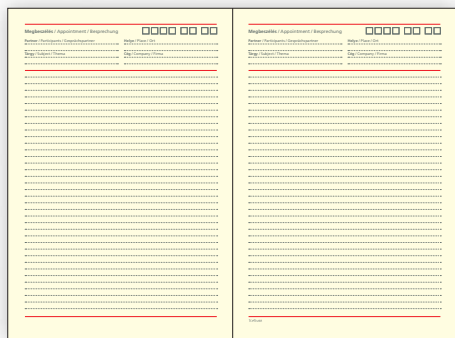 Megbeszélés / Appointment / Besprechung
Partner / Participants / Gesprächspartner
Helye / Place / Ort
Tárgy / Subject / Thema
Cég / Company / Firma
Megbeszélés / Appointment / Besprechung
Partner / Participants / Gesprächspartner
Helye / Place / Ort
Tárgy / Subject / Thema
Cég / Company / Firma